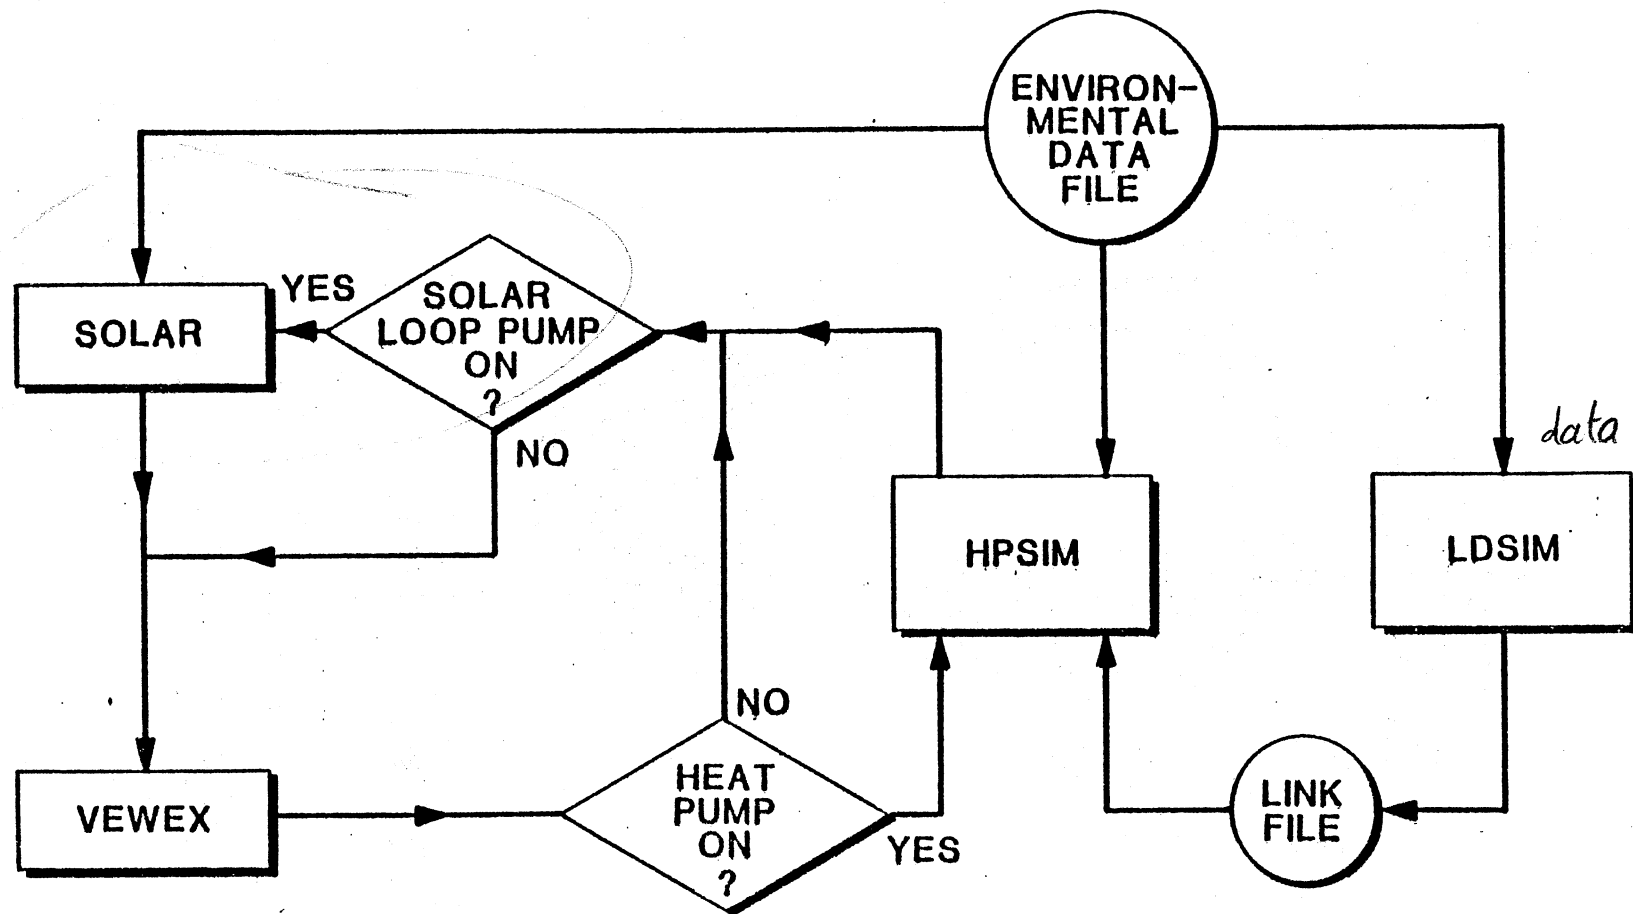 ENVIRON-
MENTAL
DATA
FILE
YES
SOLAR
SOLAR
LOOP PUMP
ON
?
NO
data
HPSIM
LDSIM
NO
VEWEX
HEAT
PUMP
ON
?
YES
LINK
FILE